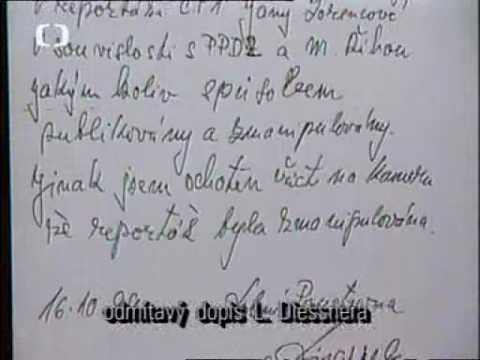 v reportáži ČT1 Jany Lorencové
v souvislosti s PPD2 a M. Říhou
jakýmkoliv způsobem
publikovány a zmanipulovány.
Jinak jsem ochoten říct na kameru
že reportáž byla zmanipulována.
16.10
odmítavý dopis L. Diessnera